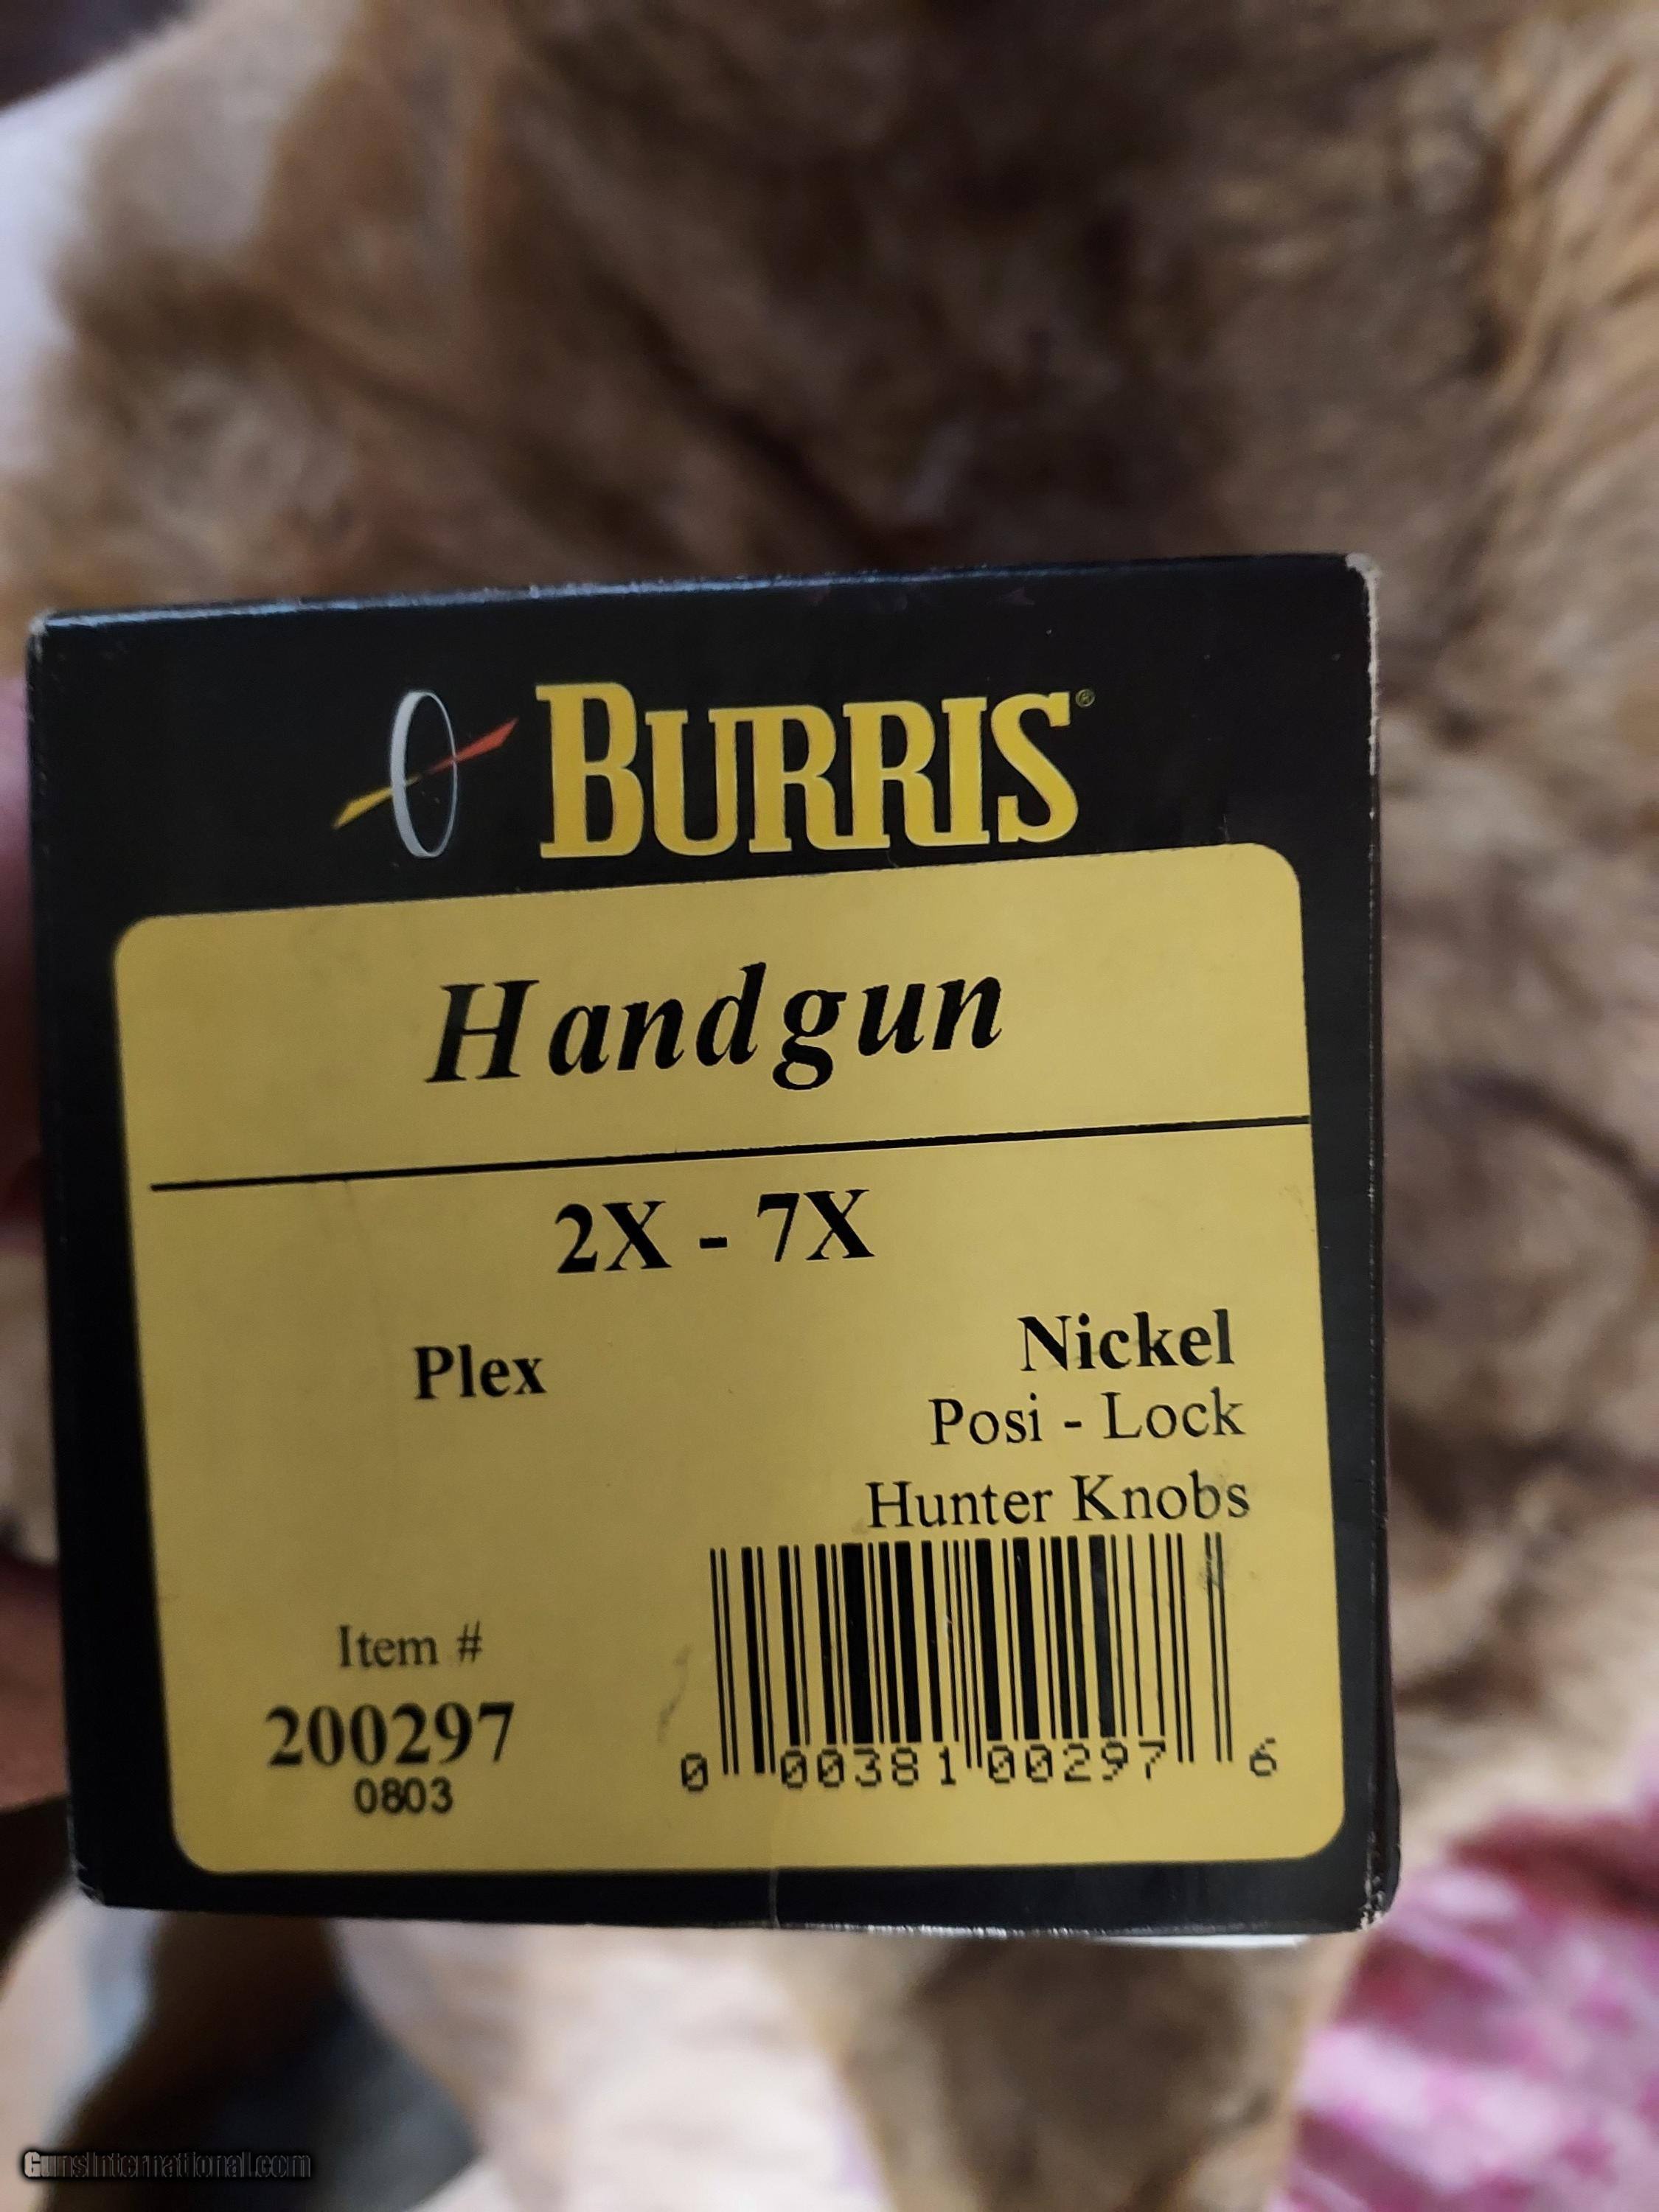 BURRIS®
Handgun
2X - 7X
Plex
Nickel
Posi - Lock
Hunter Knobs
Item #
200297
0803
0 00381 00297 6
GunsInternational.com